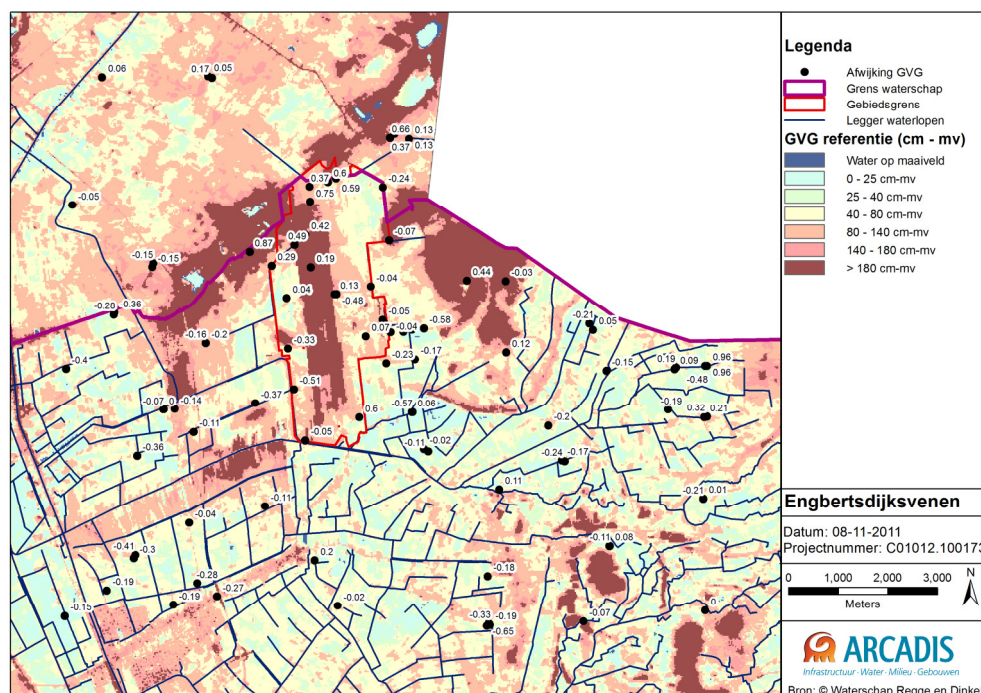 0.06
0.17 0.05
0.66 0.13
0.37 0.13
0.6
0.37 0.59
-0.24
0.75
-0.05
0.42
-0.07
0.49
0.87
-0.15
-0.15
0.29
0.19
0.44
-0.03
-0.04
0.13
0.04
-0.48
-0.20 0.36
-0.05
-0.21 0.05
-0.58
0.07 -0.04
-0.16 -0.2
-0.33
0.12
-0.23 -0.17
-0.4
-0.15
0.19 0.09 0.96
-0.48 0.96
-0.51
-0.37
-0.07 0 -0.14
-0.57 0.06
0.6
-0.19 0.32 0.21
-0.2
-0.11
-0.05
-0.11 -0.02
-0.36
-0.24 -0.17
0.11
-0.21 0.01
-0.11
-0.04
-0.11 0.08
-0.41 -0.3
0.2
-0.18
-0.28
-0.19
-0.27
-0.19
-0.02
-0.15
-0.33 -0.19
-0.65
-0.07
0
Legenda
Afwijking GVG
Grens waterschap
Gebiedsgrens
Legger waterlopen
GVG referentie (cm - mv)
Water op maaiveld
0 - 25 cm-mv
25 - 40 cm-mv
40 - 80 cm-mv
80 - 140 cm-mv
140 - 180 cm-mv
> 180 cm-mv
Engbertsdijksvenen
Datum: 08-11-2011
Projectnummer: C01012.100173
0 1,000 2,000 3,000
Meters
N
ARCADIS
Infrastructuur · Water · Milieu · Gebouwen
Bron: © Waterschap Regge en Dinkel